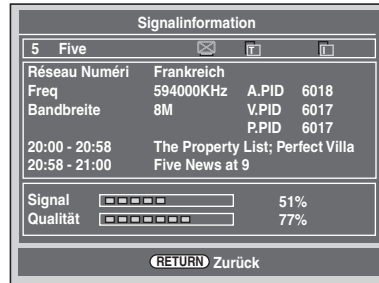 Signalinformation
5 Five T i
Réseau Numéri Frankreich
Freq 594000KHz A.PID 6018
Bandbreite 8M V.PID 6017
P.PID 6017
20:00 - 20:58 The Property List; Perfect Villa
20:58 - 21:00 Five News at 9
Signal 51%
Qualität 77%
RETURN Zurück